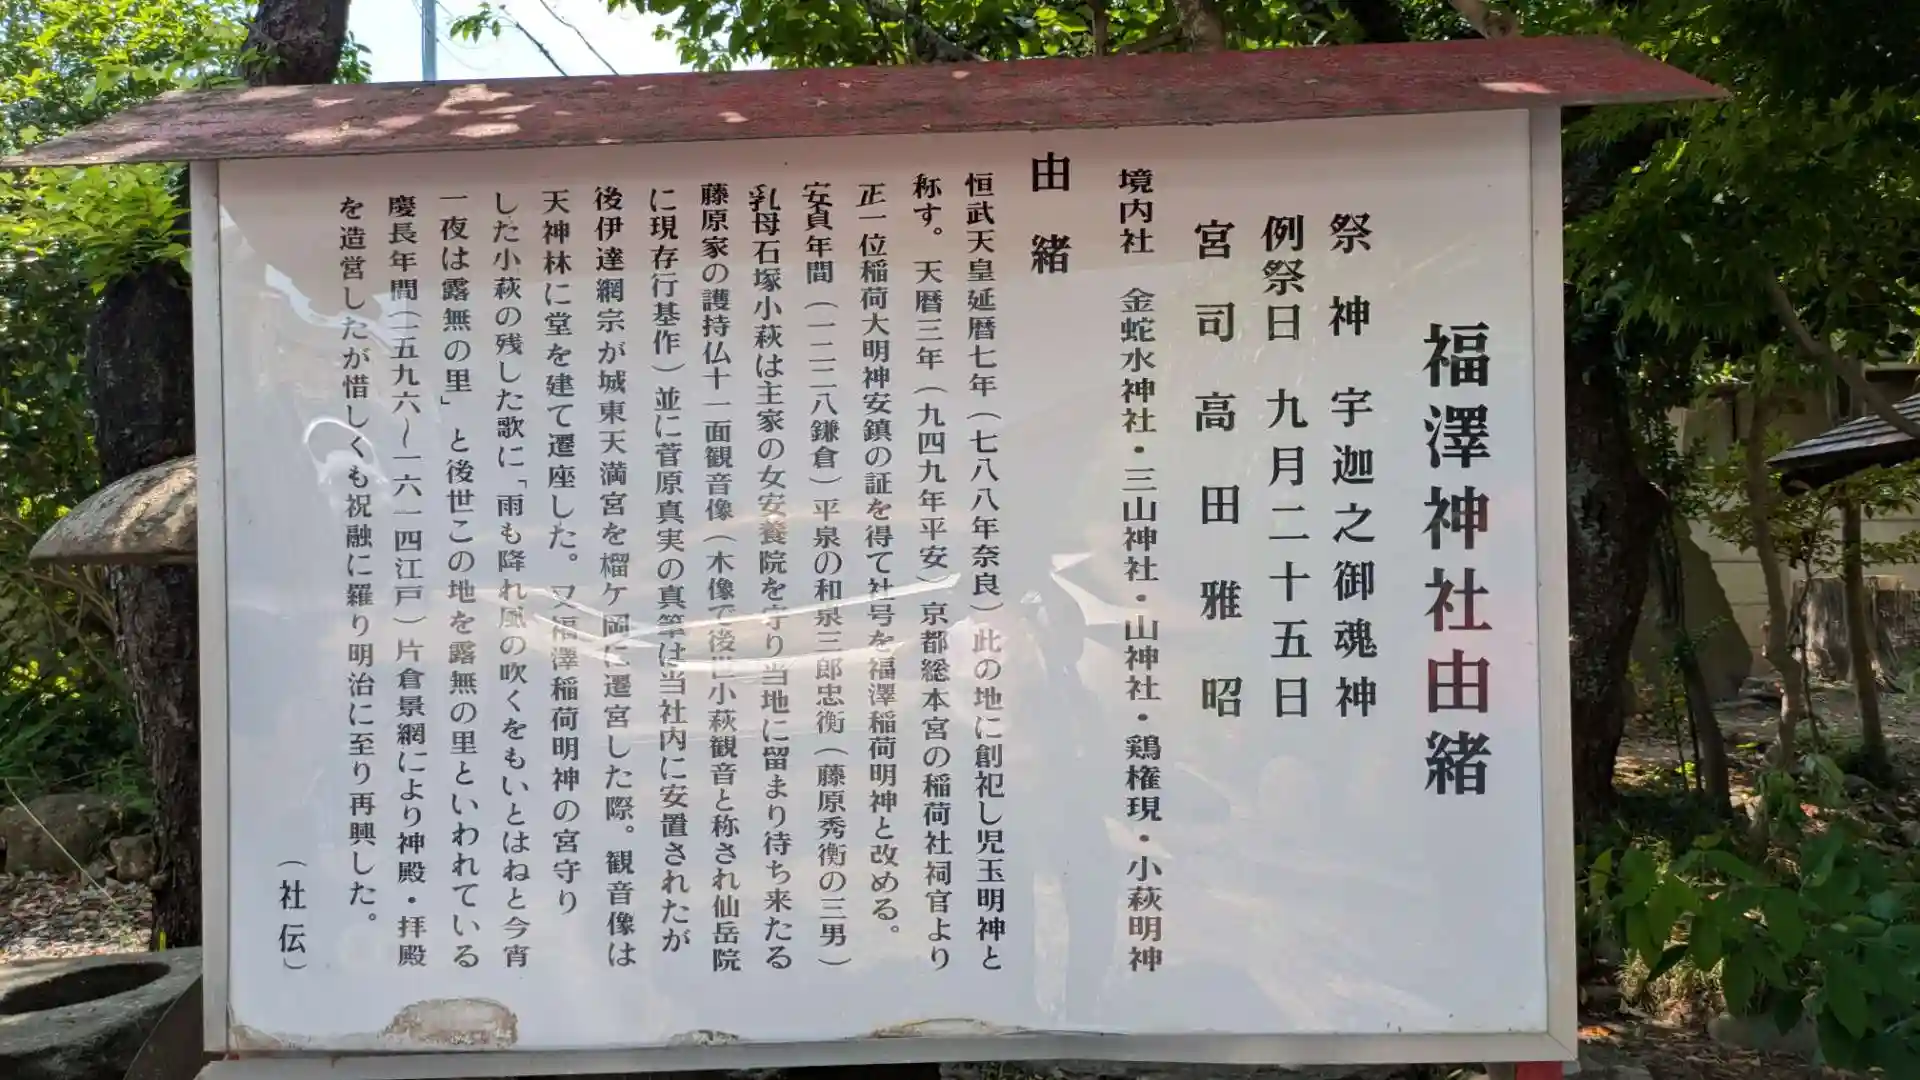 福澤神社由緒
祭神 宇迦之御魂神
例祭日 九月二十五日
宮司 高田雅昭
境内社 金蛇水神社・三山神社・山神社・鶏権現・小萩明神
由緒
恒武天皇延暦七年（七八八年奈良）此の地に創祀し児玉明神と
称す。天暦三年（九四九年平安）京都総本宮の稲荷社祠官より
正一位稲荷大明神安鎮の証を得て社号を福澤稲荷明神と改める。
安貞年間（一二二八鎌倉）平泉の和泉三郎忠衡（藤原秀衡の三男）
乳母石塚小萩は主家の女安養院を守り当地に留まり待ち来たる
藤原家の護持仏十一面観音像（木像で後世小萩観音と称され仙岳院
に現存行基作）並に菅原真実の真筆は当社内に安置されたが
後伊達網宗が城東天満宮を榴ケ岡に遷宮した際。観音像は
天神林に堂を建て遷座した。又福澤稲荷明神の宮守り
した小萩の残した歌に「雨も降れ風の吹くをもいとはねと今宵
一夜は露無の里」と後世この地を露無の里といわれている
慶長年間（一五九六〜一六一四江戸）片倉景網により神殿・拝殿
を造営したが惜しくも祝融に羅り明治に至り再興した。
（社伝）